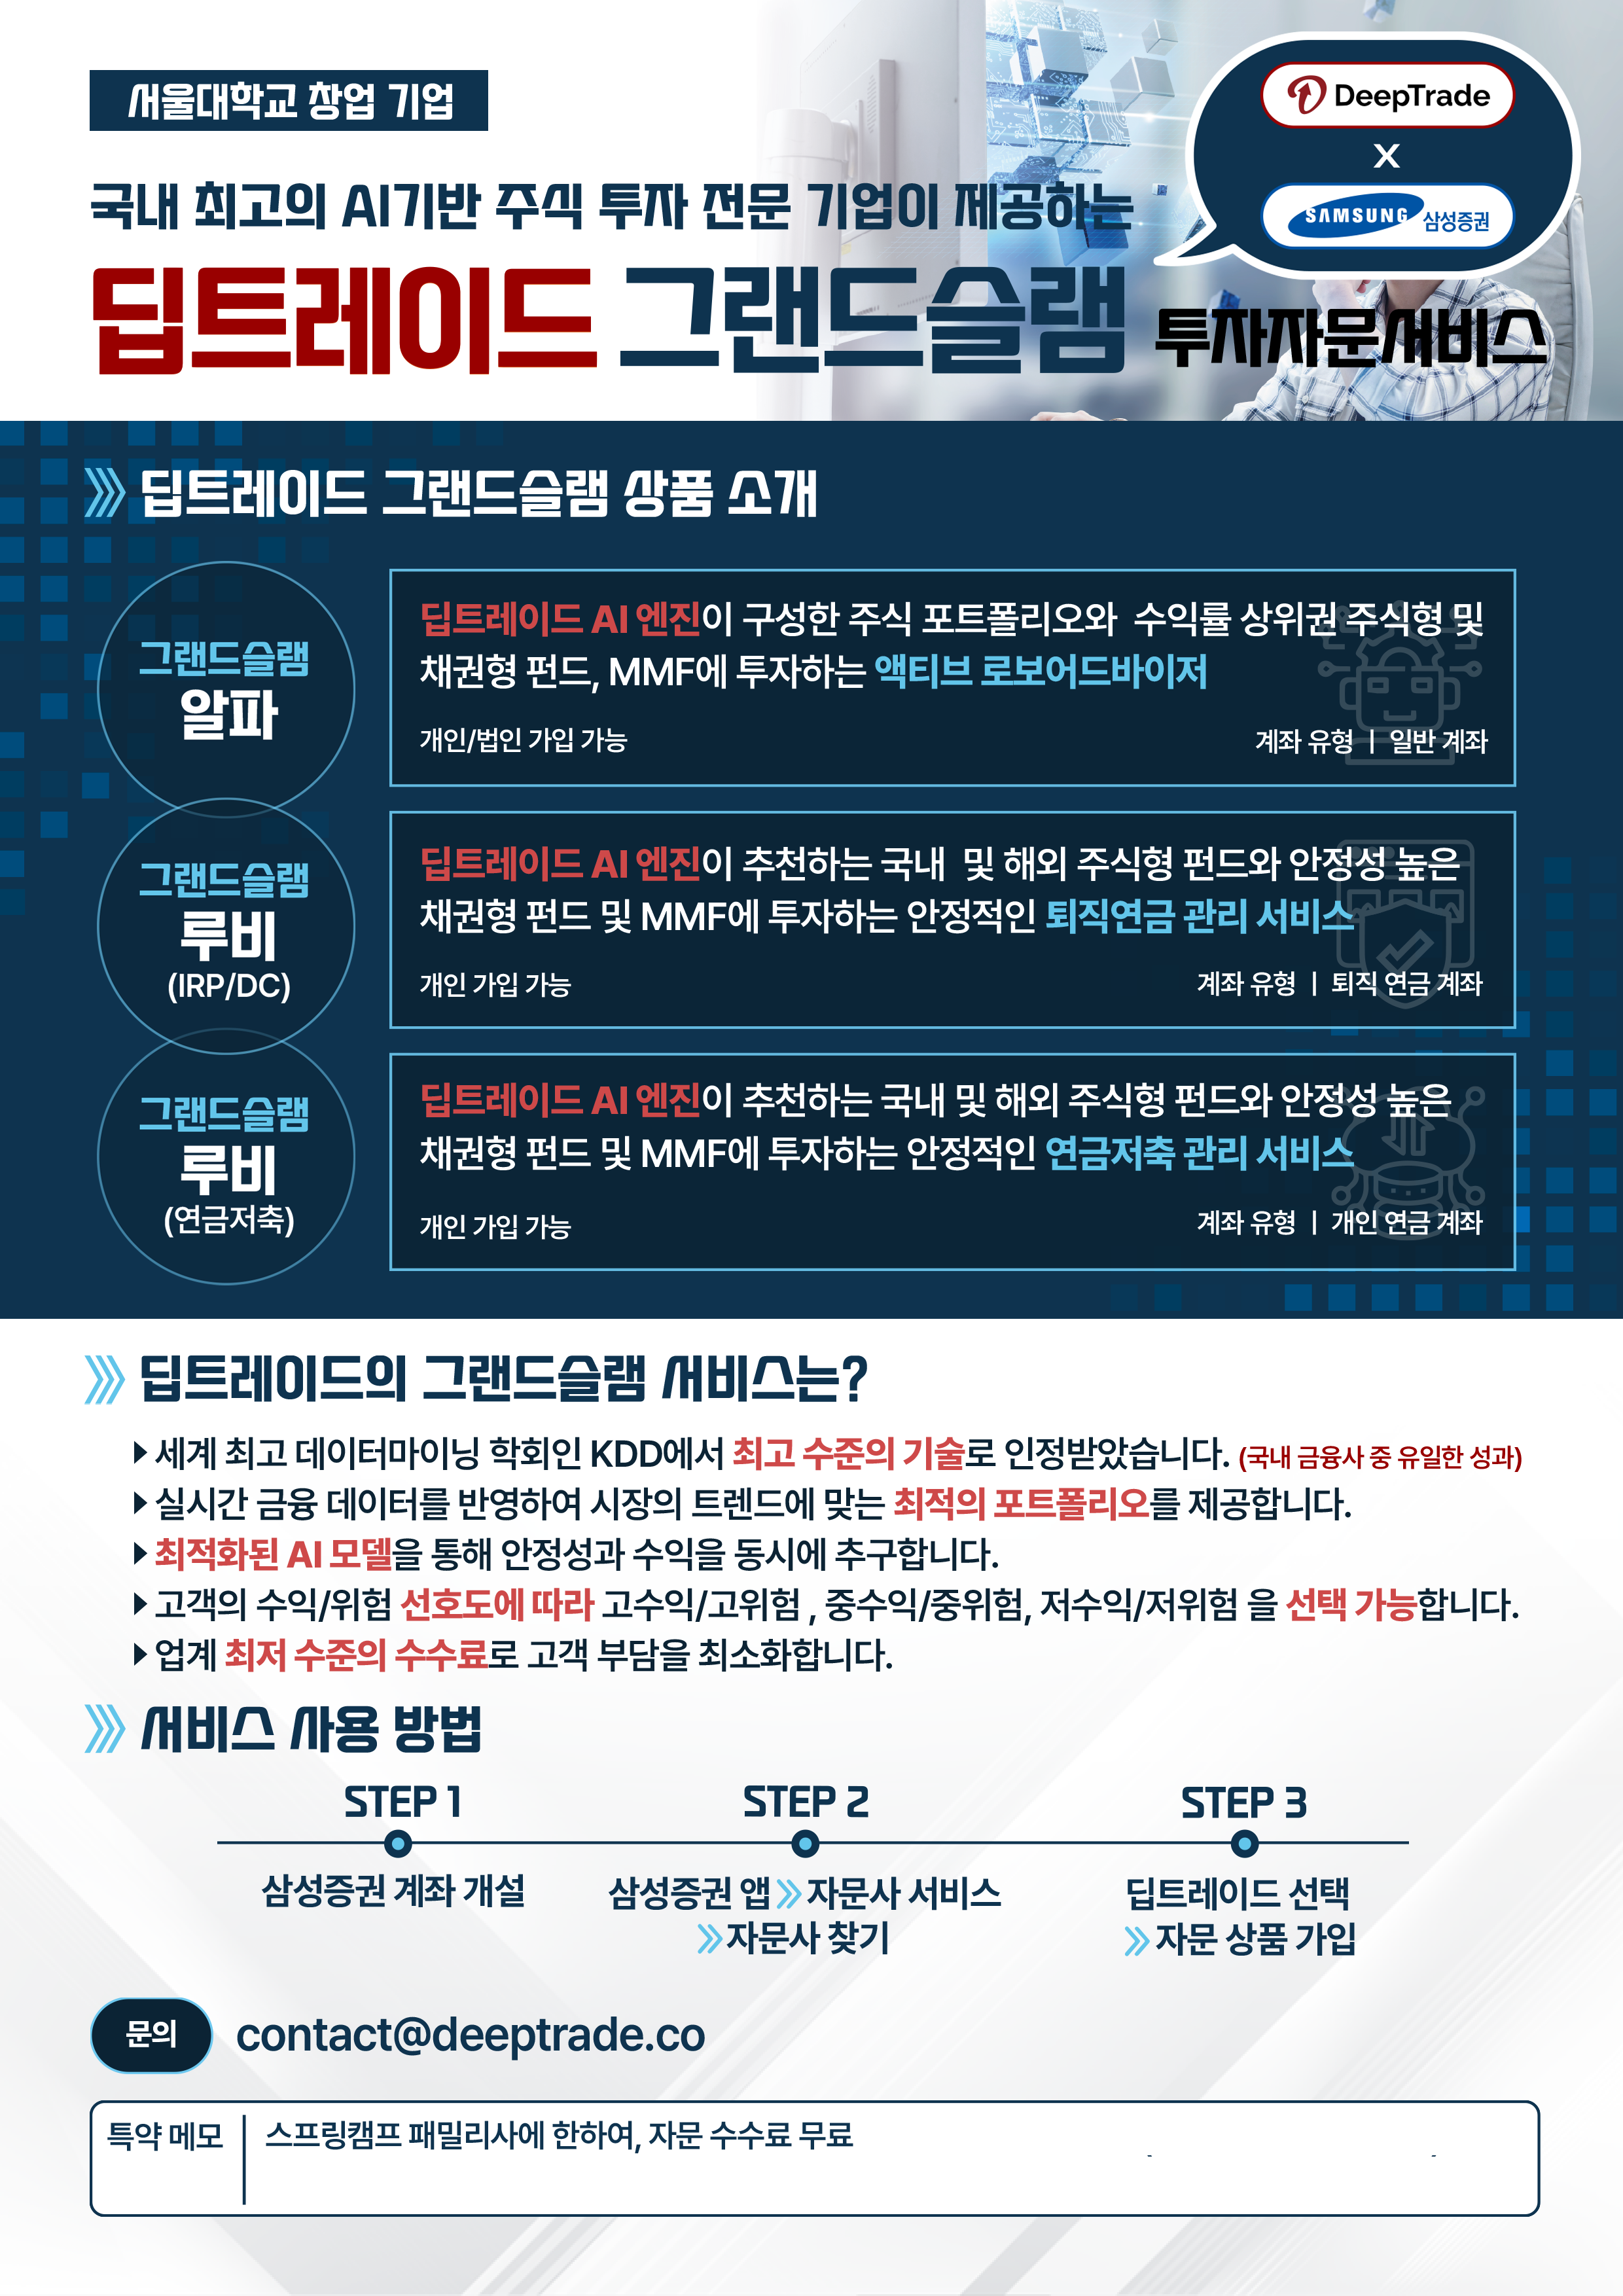 서울대학교 창업 기업
DeepTrade
X
SAMSUNG 삼성증권
국내 최고의 AI기반 주식 투자 전문 기업이 제공하는
딥트레이드 그랜드슬램 투자자문서비스
딥트레이드 그랜드슬램 상품 소개
그랜드슬램
알파
딥트레이드 AI 엔진이 구성한 주식 포트폴리오와 수익률 상위권 주식형 및
채권형 펀드, MMF에 투자하는 액티브 로보어드바이저
개인/법인 가입 가능
계좌 유형 | 일반 계좌
그랜드슬램
루비
(IRP/DC)
딥트레이드 AI 엔진이 추천하는 국내 및 해외 주식형 펀드와 안정성 높은
채권형 펀드 및 MMF에 투자하는 안정적인 퇴직연금 관리 서비스
개인 가입 가능
계좌 유형 | 퇴직 연금 계좌
그랜드슬램
루비
(연금저축)
딥트레이드 AI 엔진이 추천하는 국내 및 해외 주식형 펀드와 안정성 높은
채권형 펀드 및 MMF에 투자하는 안정적인 연금저축 관리 서비스
개인 가입 가능
계좌 유형 | 개인 연금 계좌
딥트레이드의 그랜드슬램 서비스는?
세계 최고 데이터마이닝 학회인 KDD에서 최고 수준의 기술로 인정받았습니다. (국내 금융사 중 유일한 성과)
실시간 금융 데이터를 반영하여 시장의 트렌드에 맞는 최적의 포트폴리오를 제공합니다.
최적화된 AI 모델을 통해 안정성과 수익을 동시에 추구합니다.
고객의 수익/위험 선호도에 따라 고수익/고위험 , 중수익/중위험, 저수익/저위험 을 선택 가능합니다.
업계 최저 수준의 수수료로 고객 부담을 최소화합니다.
서비스 사용 방법
STEP 1
삼성증권 계좌 개설
STEP 2
삼성증권 앱 》 자문사 서비스
》 자문사 찾기
STEP 3
딥트레이드 선택
》 자문 상품 가입
문의 contact@deeptrade.co
특약 메모 | 스프링캠프 패밀리사에 한하여, 자문 수수료 무료